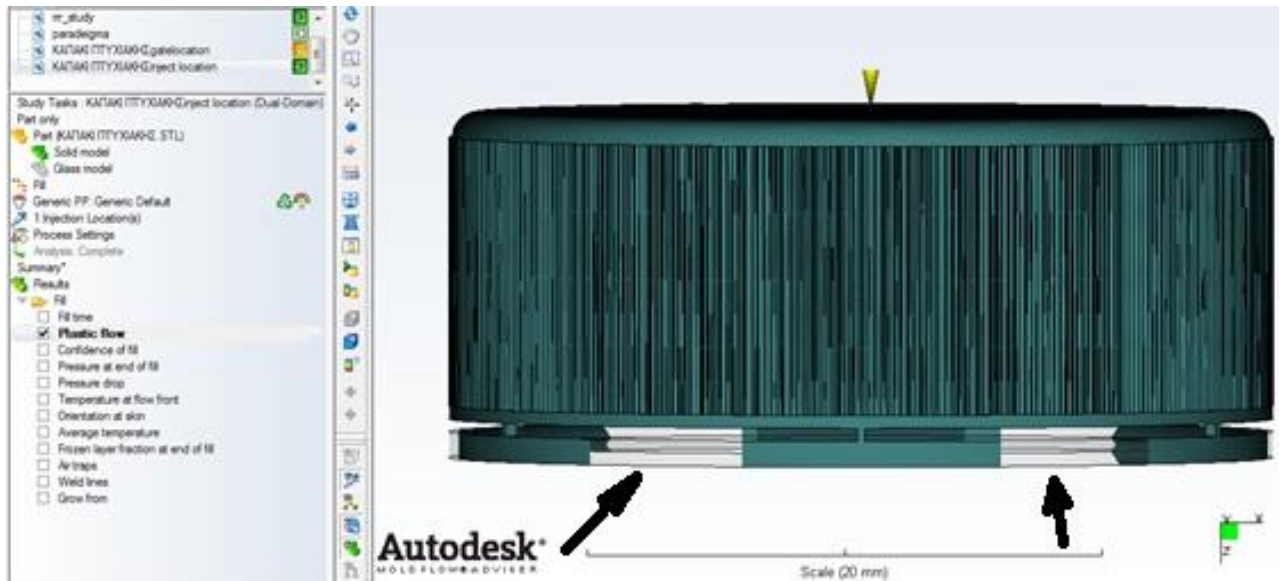 rr_study
paradeigma
ΚΑΠΑΚΙ ΠΤΥΧΙΑΚΗΣgatelocation
ΚΑΠΑΚΙ ΠΤΥΧΙΑΚΗΣinject location
Study Tasks : ΚΑΠΑΚΙ ΠΤΥΧΙΑΚΗΣinject location (Dual-Domain)
Part only
Part (ΚΑΠΑΚΙ ΠΤΥΧΙΑΚΗΣ.STL)
Solid model
Glass model
Fill
Generic PP: Generic Default
1 Injection Location(s)
Process Settings
Analysis: Complete
Summary*
Results
Fill
Fill time
Plastic flow
Confidence of fill
Pressure at end of fill
Pressure drop
Temperature at flow front
Orientation at skin
Average temperature
Frozen layer fraction at end of fill
Air traps
Weld lines
Grow from
Autodesk
MOLDFLOW ADVISER
Scale (20 mm)
Y X
Z